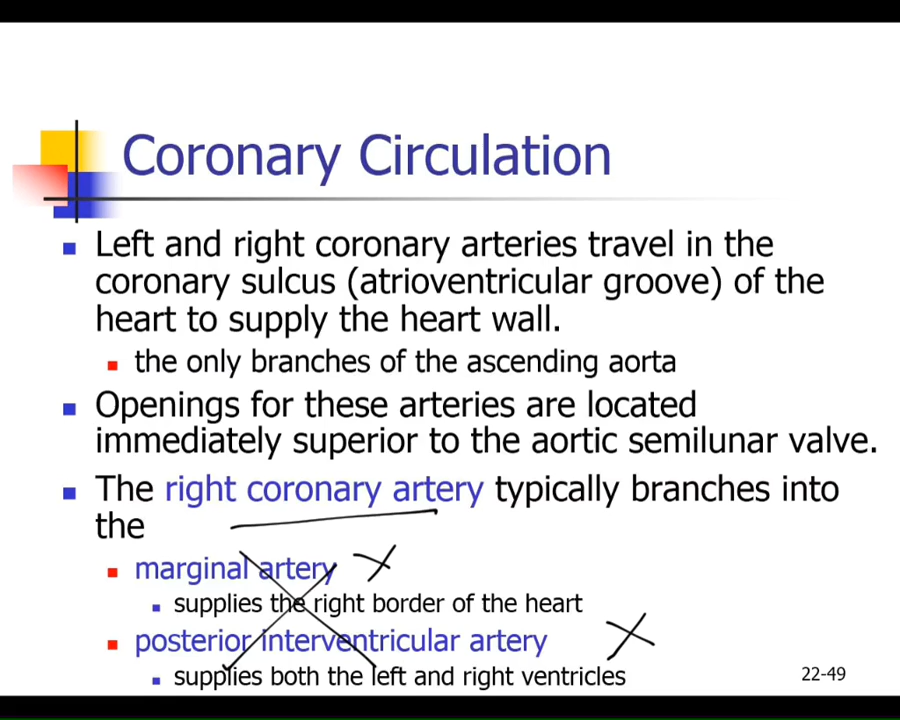 Coronary Circulation
Left and right coronary arteries travel in the
coronary sulcus (atrioventricular groove) of the
heart to supply the heart wall.
the only branches of the ascending aorta
Openings for these arteries are located
immediately superior to the aortic semilunar valve.
The right coronary artery typically branches into
the
marginal artery
supplies the right border of the heart
posterior interventricular artery
supplies both the left and right ventricles
22-49